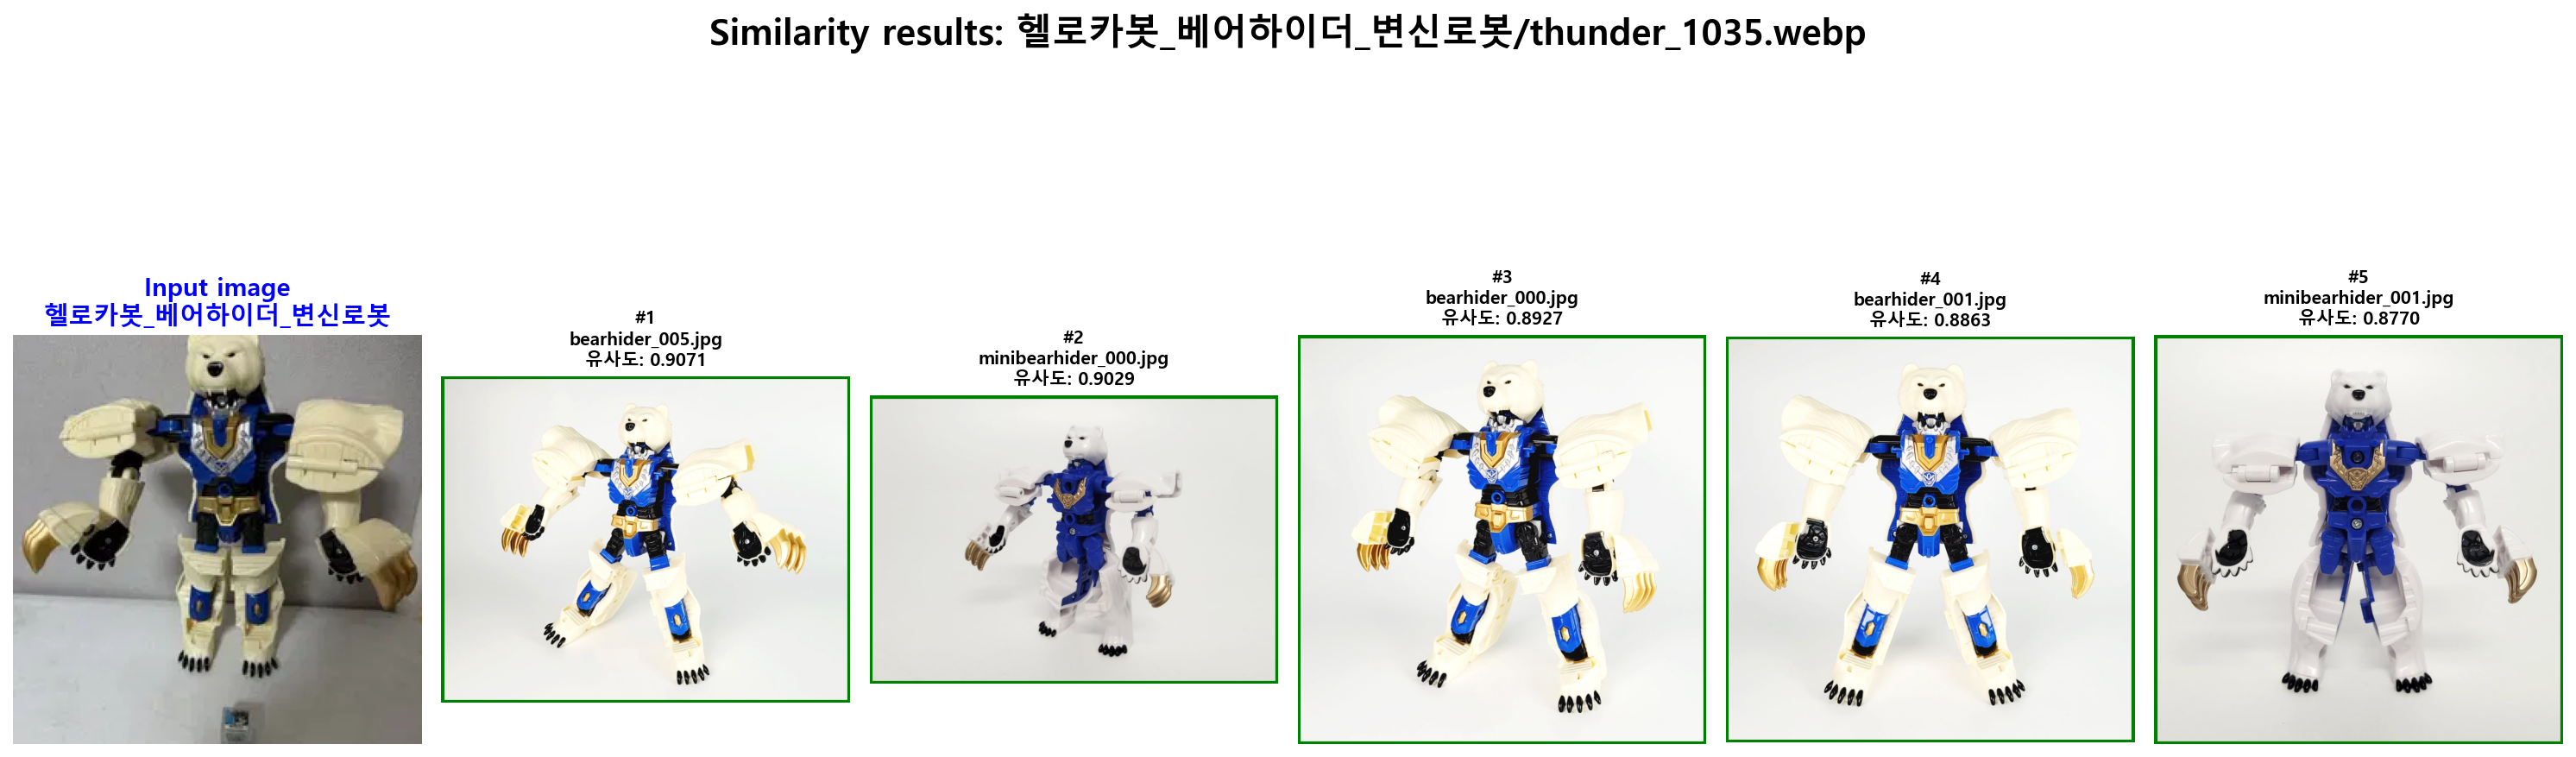 Similarity results: 헬로카봇_베어하이더_변신로봇/thunder_1035.webp
Input image
헬로카봇_베어하이더_변신로봇
#1
bearhider_005.jpg
유사도: 0.9071
#2
minibearhider_000.jpg
유사도: 0.9029
#3
bearhider_000.jpg
유사도: 0.8927
#4
bearhider_001.jpg
유사도: 0.8863
#5
minibearhider_001.jpg
유사도: 0.8770